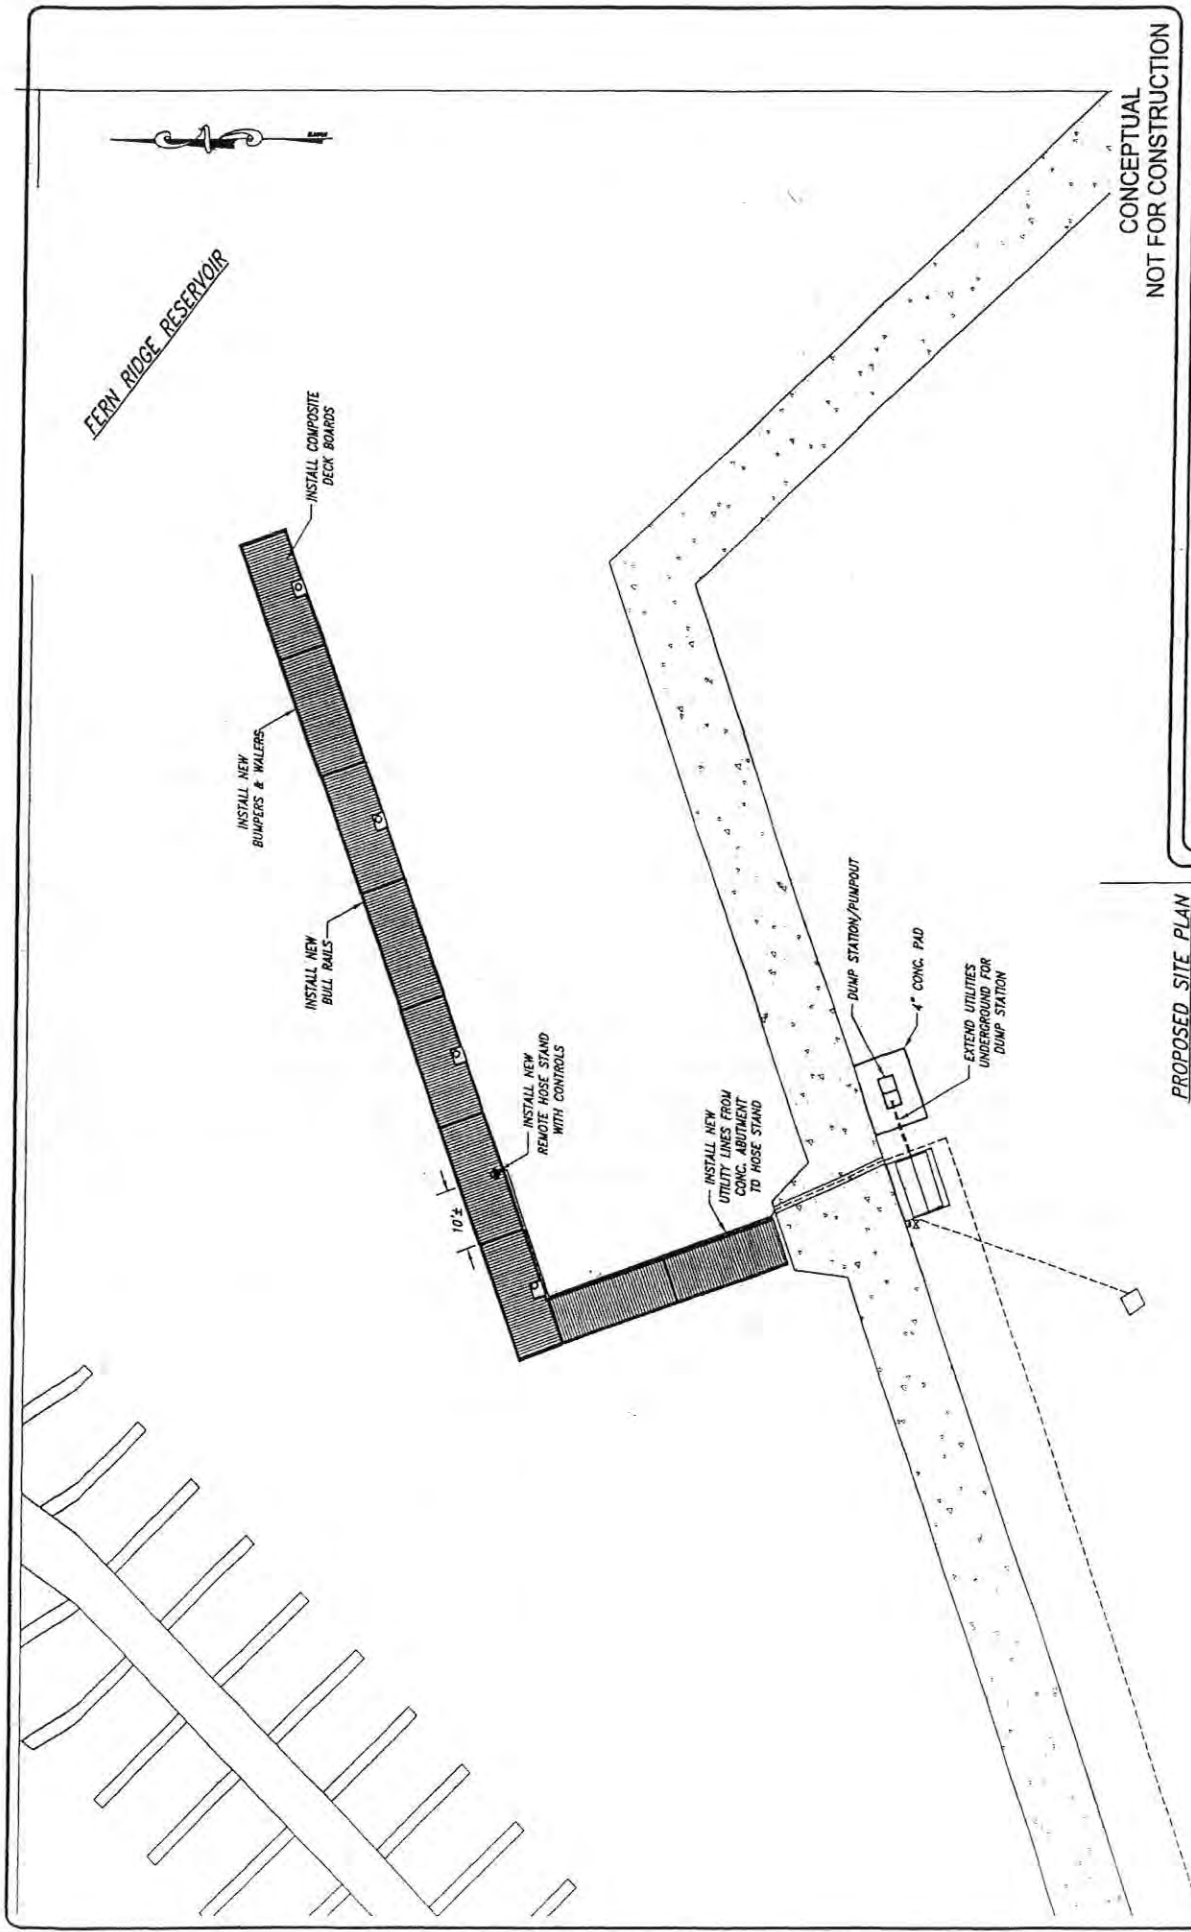 FERN RIDGE RESERVOIR
INSTALL COMPOSITE
DECK BOARDS
INSTALL NEW
BUMPERS & WALERS
INSTALL NEW
BULL RAILS
INSTALL NEW
REMOTE HOSE STAND
WITH CONTROLS
10'±
INSTALL NEW
UTILITY LINES FROM
CONC. ABUTMENT
TO HOSE STAND
DUMP STATION/PUMPOUT
4" CONC. PAD
EXTEND UTILITIES
UNDERGROUND FOR
DUMP STATION
CONCEPTUAL
NOT FOR CONSTRUCTION
PROPOSED SITE PLAN